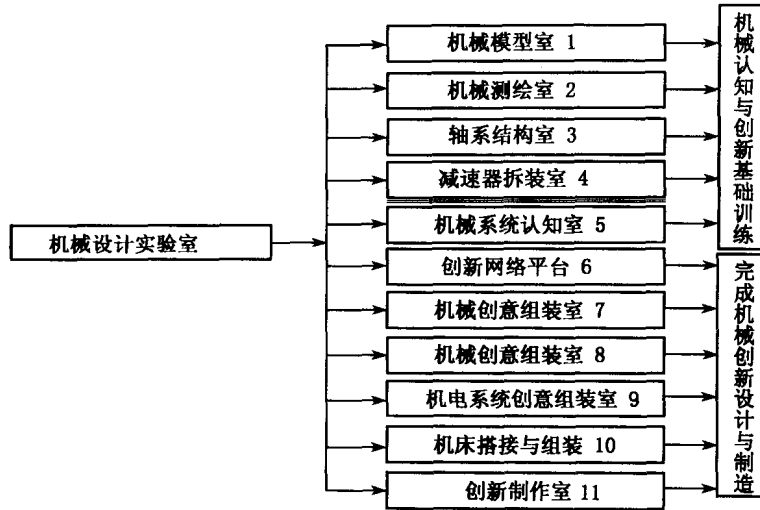 机械模型室 1
机械测绘室 2
轴系结构室 3
减速器拆装室 4
机械系统认知室 5
机械设计实验室
创新网络平台 6
机械创意组装室 7
机械创意组装室 8
机电系统创意组装室 9
机床搭接与组装 10
创新制作室 11
机械认知与创新基础训练
完成机械创新设计与制造